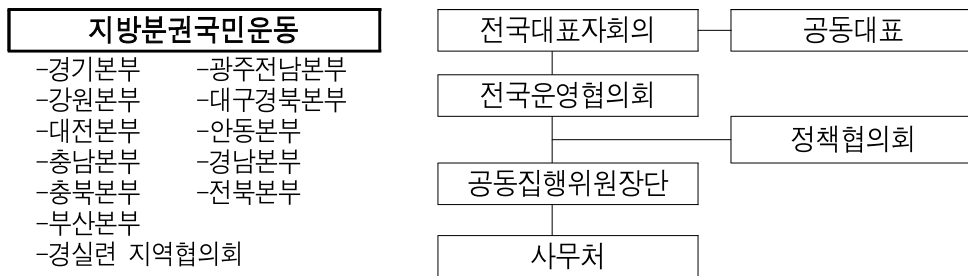 지방분권국민운동
-경기본부 -광주전남본부
-강원본부 -대구경북본부
-대전본부 -안동본부
-충남본부 -경남본부
-충북본부 -전북본부
-부산본부
-경실련 지역협의회
전국대표자회의 공동대표
전국운영협의회
정책협의회
공동집행위원장단
사무처